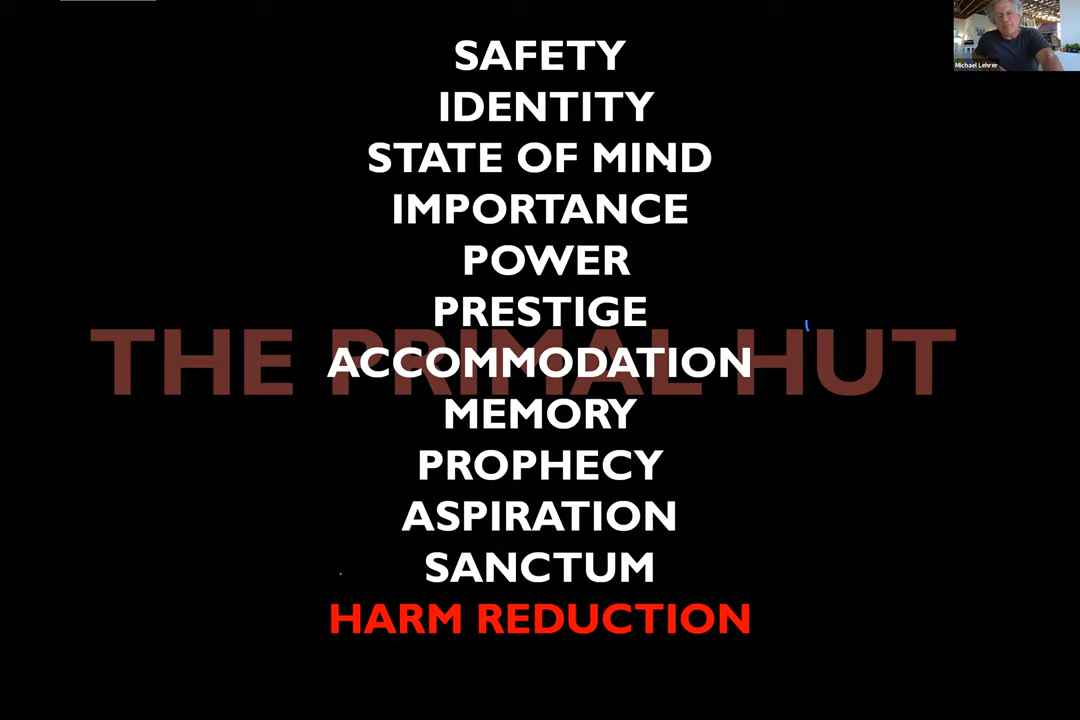 Michael Lehrer
SAFETY
IDENTITY
STATE OF MIND
IMPORTANCE
POWER
PRESTIGE
THE PRIMAL HUT
ACCOMMODATION
MEMORY
PROPHECY
ASPIRATION
SANCTUM
HARM REDUCTION